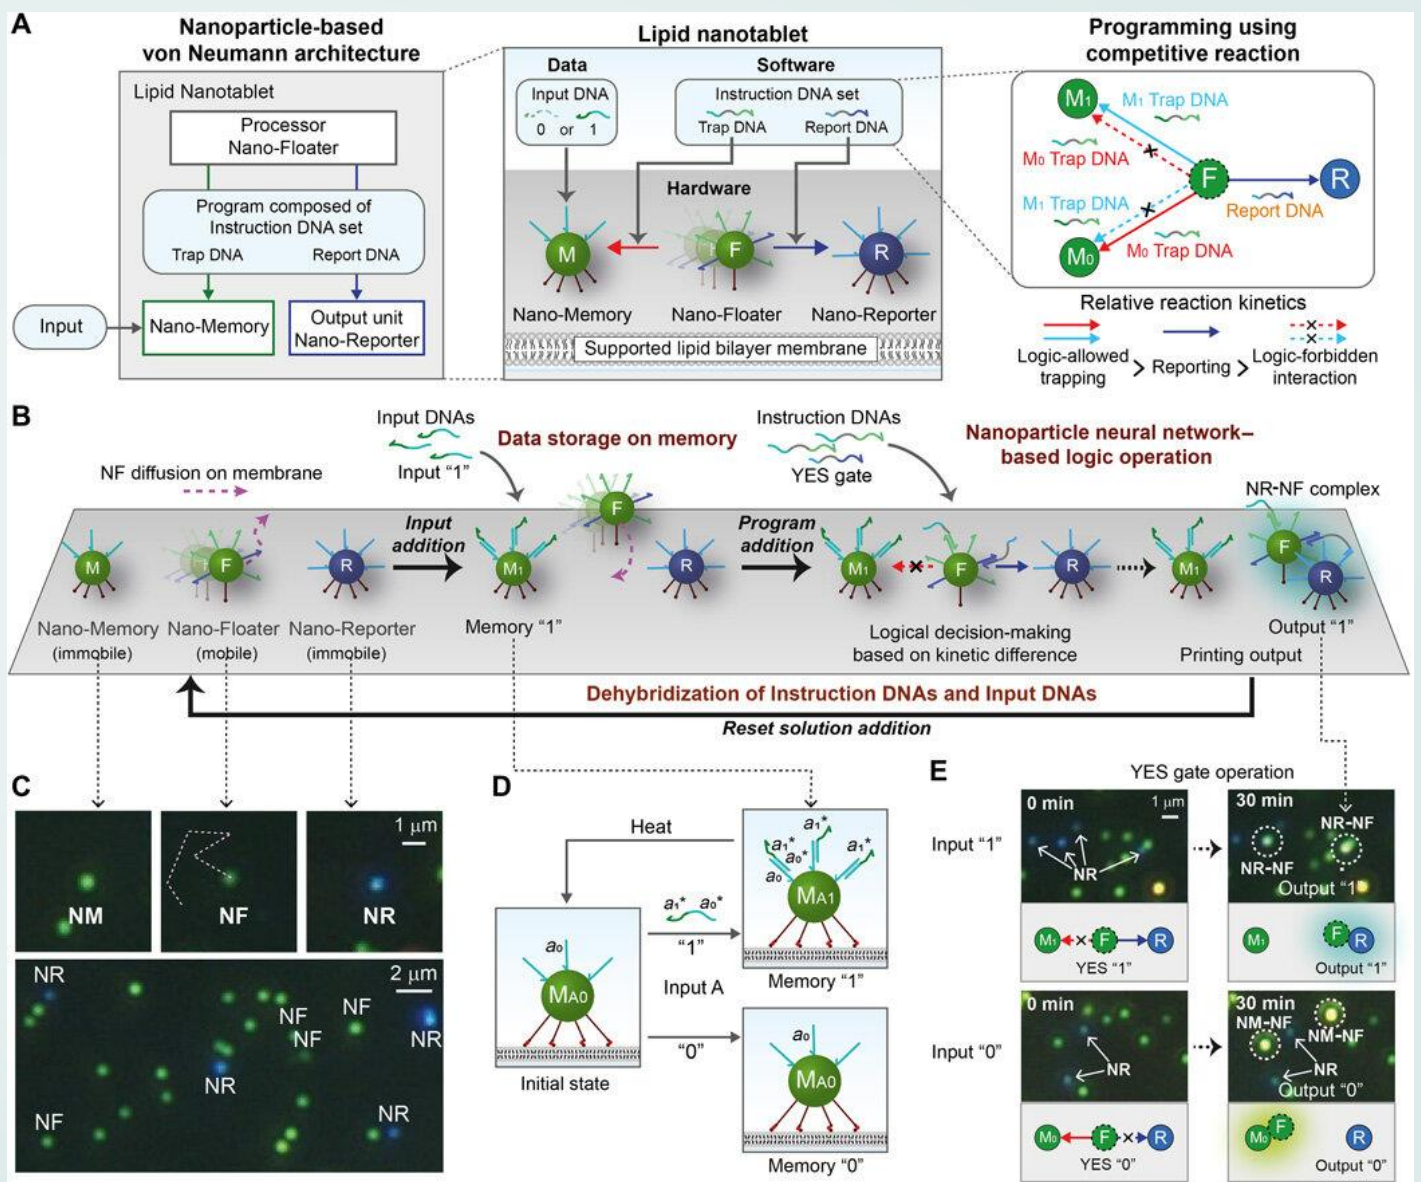 A
Nanoparticle-based
von Neumann architecture
Lipid Nanotablet
Processor
Nano-Floater
Program composed of
Instruction DNA set
Trap DNA
Report DNA
Input
Nano-Memory
Output unit
Nano-Reporter
Lipid nanotablet
Data
Software
Input DNA
0 or 1
Instruction DNA set
Trap DNA
Report DNA
Hardware
M
F
R
Nano-Memory
Nano-Floater
Nano-Reporter
Supported lipid bilayer membrane
Programming using
competitive reaction
M1
M1 Trap DNA
M0 Trap DNA
F
R
M1 Trap DNA
Report DNA
M0
M0 Trap DNA
Relative reaction kinetics
Logic-allowed
trapping
> Reporting >
Logic-forbidden
interaction
B
Input DNAs
Input “1”
Data storage on memory
Instruction DNAs
YES gate
Nanoparticle neural network–
based logic operation
NF diffusion on membrane
NR-NF complex
Input
addition
Program
addition
M
F
R
M1
F
R
M1
F
R
M1
F
R
Nano-Memory
(immobile)
Nano-Floater
(mobile)
Nano-Reporter
(immobile)
Memory “1”
Logical decision-making
based on kinetic difference
Output “1”
Printing output
Dehybridization of Instruction DNAs and Input DNAs
Reset solution addition
C
1 μm
NM
NF
NR
2 μm
NR
NF
NF
NF
NR
NR
NF
NR
D
Heat
a1*
a1*
a1*
a0*
a0
MA1
a0
MA0
Initial state
a1* a0*
“1”
Input A
“0”
Memory “1”
a0
MA0
Memory “0”
E
YES gate operation
Input “1”
0 min
1 μm
NR
30 min
NR-NF
NR-NF
Output “1”
M1
F
R
YES “1”
M1
F
R
Output “1”
Input “0”
0 min
NR
30 min
NM-NF
NM-NF
NR
Output “0”
M0
F
R
YES “0”
M0
F
R
Output “0”